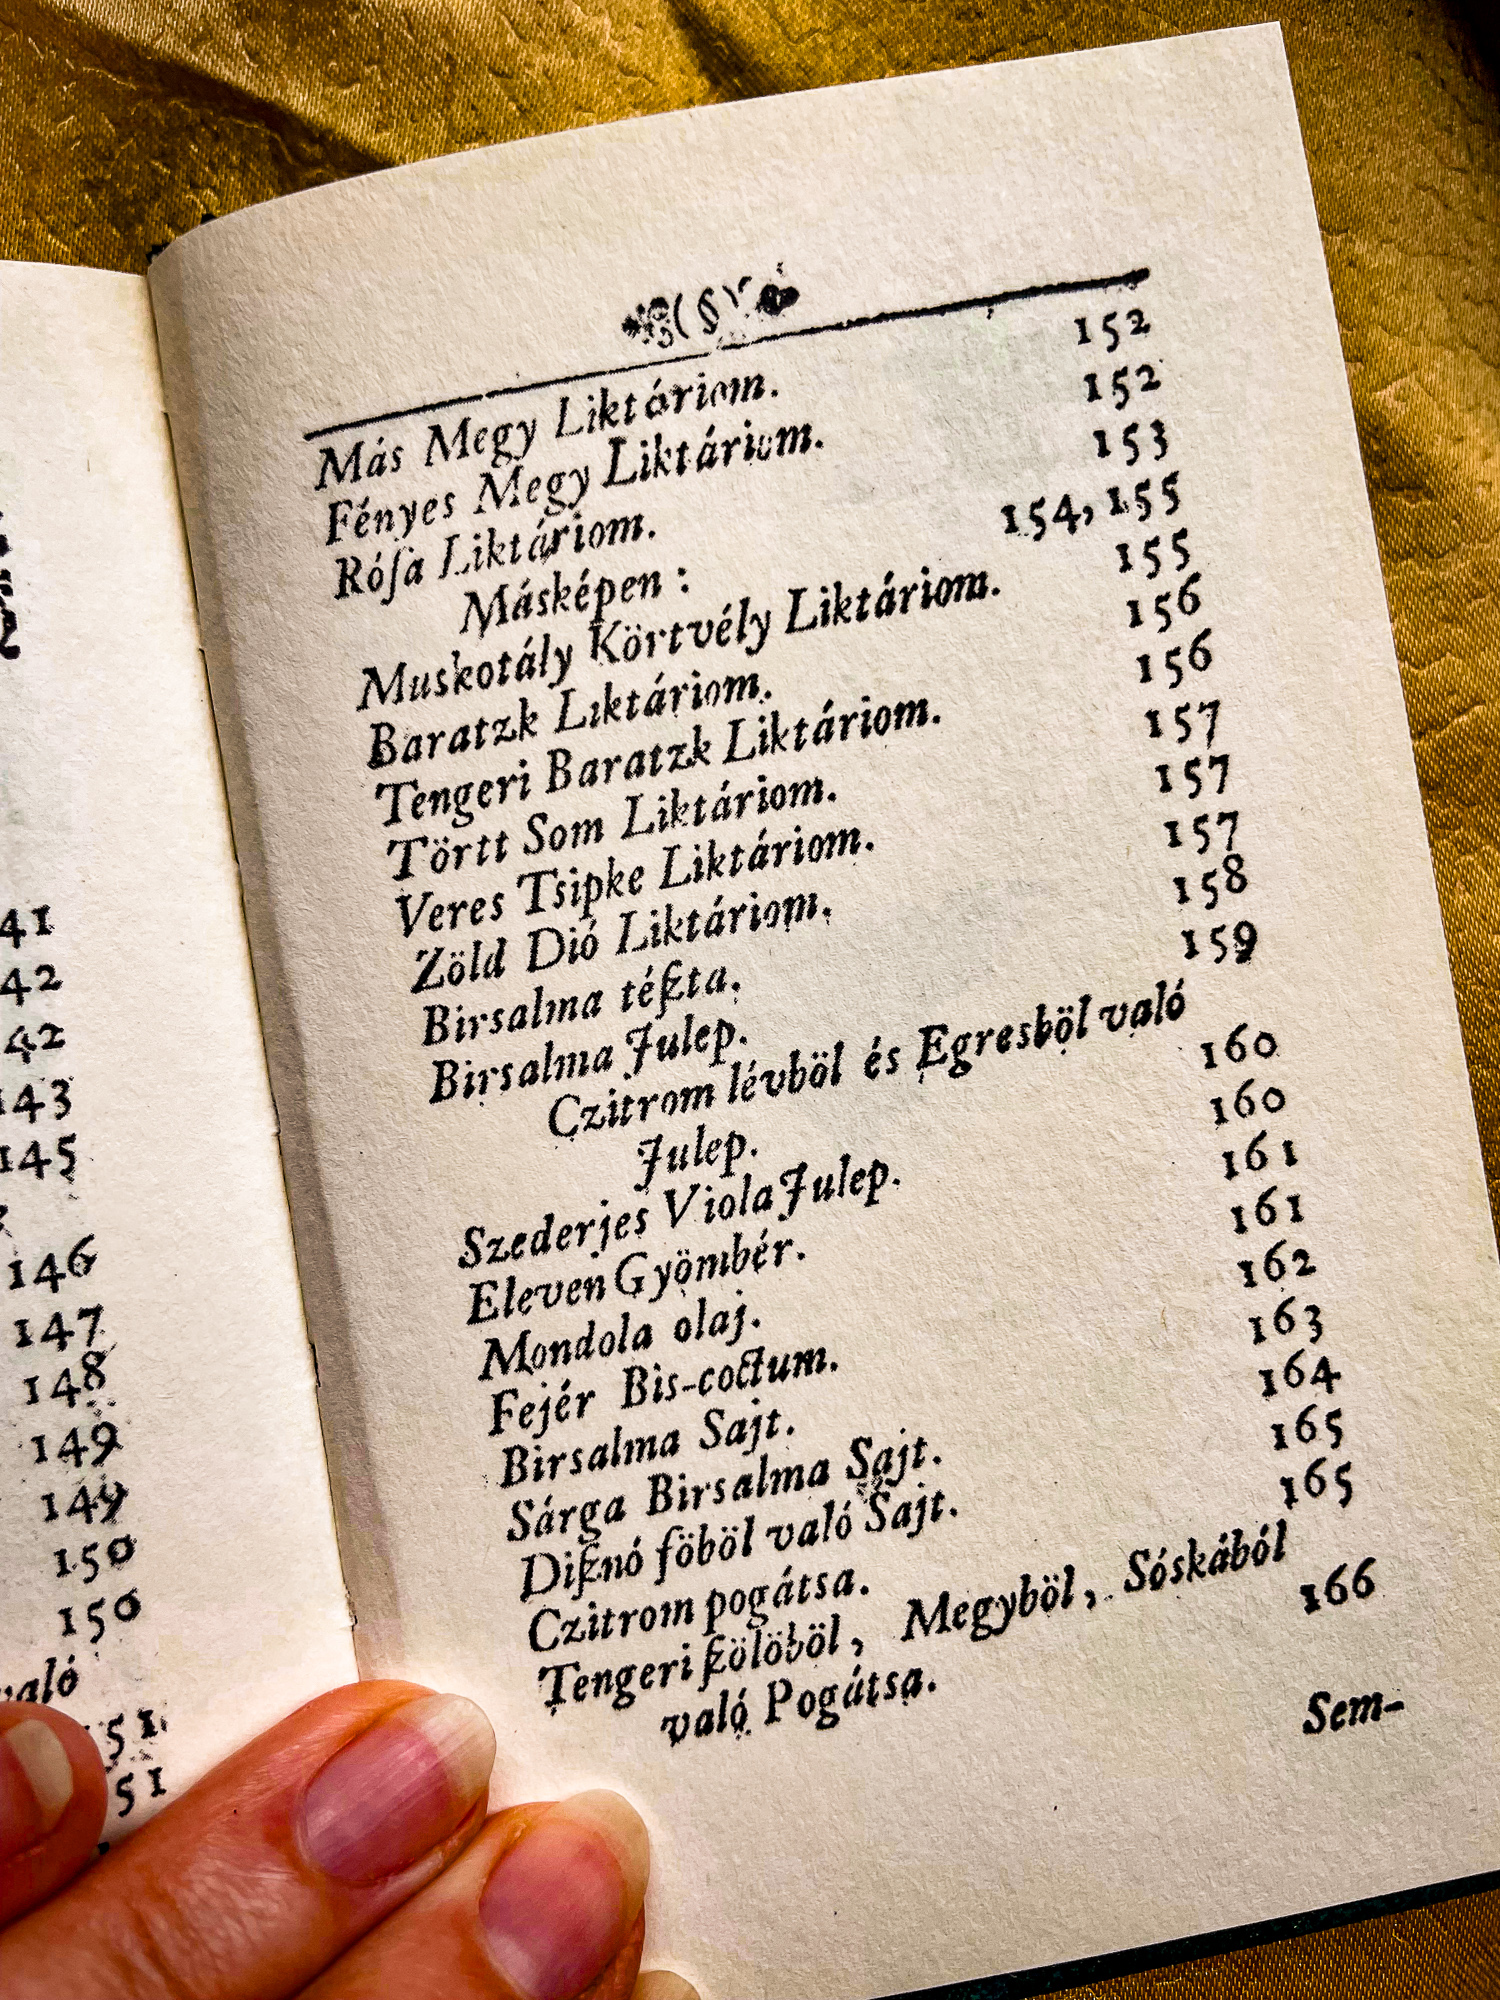 41
42
42
143
145
146
147
148
149
149
150
150
való
51
51
(§)
Más Megy Liktáriom. 152
Fényes Megy Liktáriom. 152
Róſa Liktáriom. 153
Másképen : 154, 155
Muskotály Körtvély Liktáriom. 155
Baratzk Liktáriom. 156
Tengeri Baratzk Liktáriom. 156
Törtt Som Liktáriom. 157
Veres Tsipke Liktáriom. 157
Zöld Dió Liktáriom. 157
Birsalma téſzta. 158
Birsalma Julep. 159
Czitrom lévböl és Egresböl való
Julep. 160
Szederjes Viola Julep. 160
Eleven Gyömbér. 161
Mondola olaj. 161
Fejér Bis-coctum. 162
Birsalma Sajt. 163
Sárga Birsalma Sajt. 164
Diſznó föböl való Sajt. 165
Czitrom pogátsa. 165
Tengeri ſzölöböl, Megyböl, Sóskából
való Pogátsa. 166
Sem-